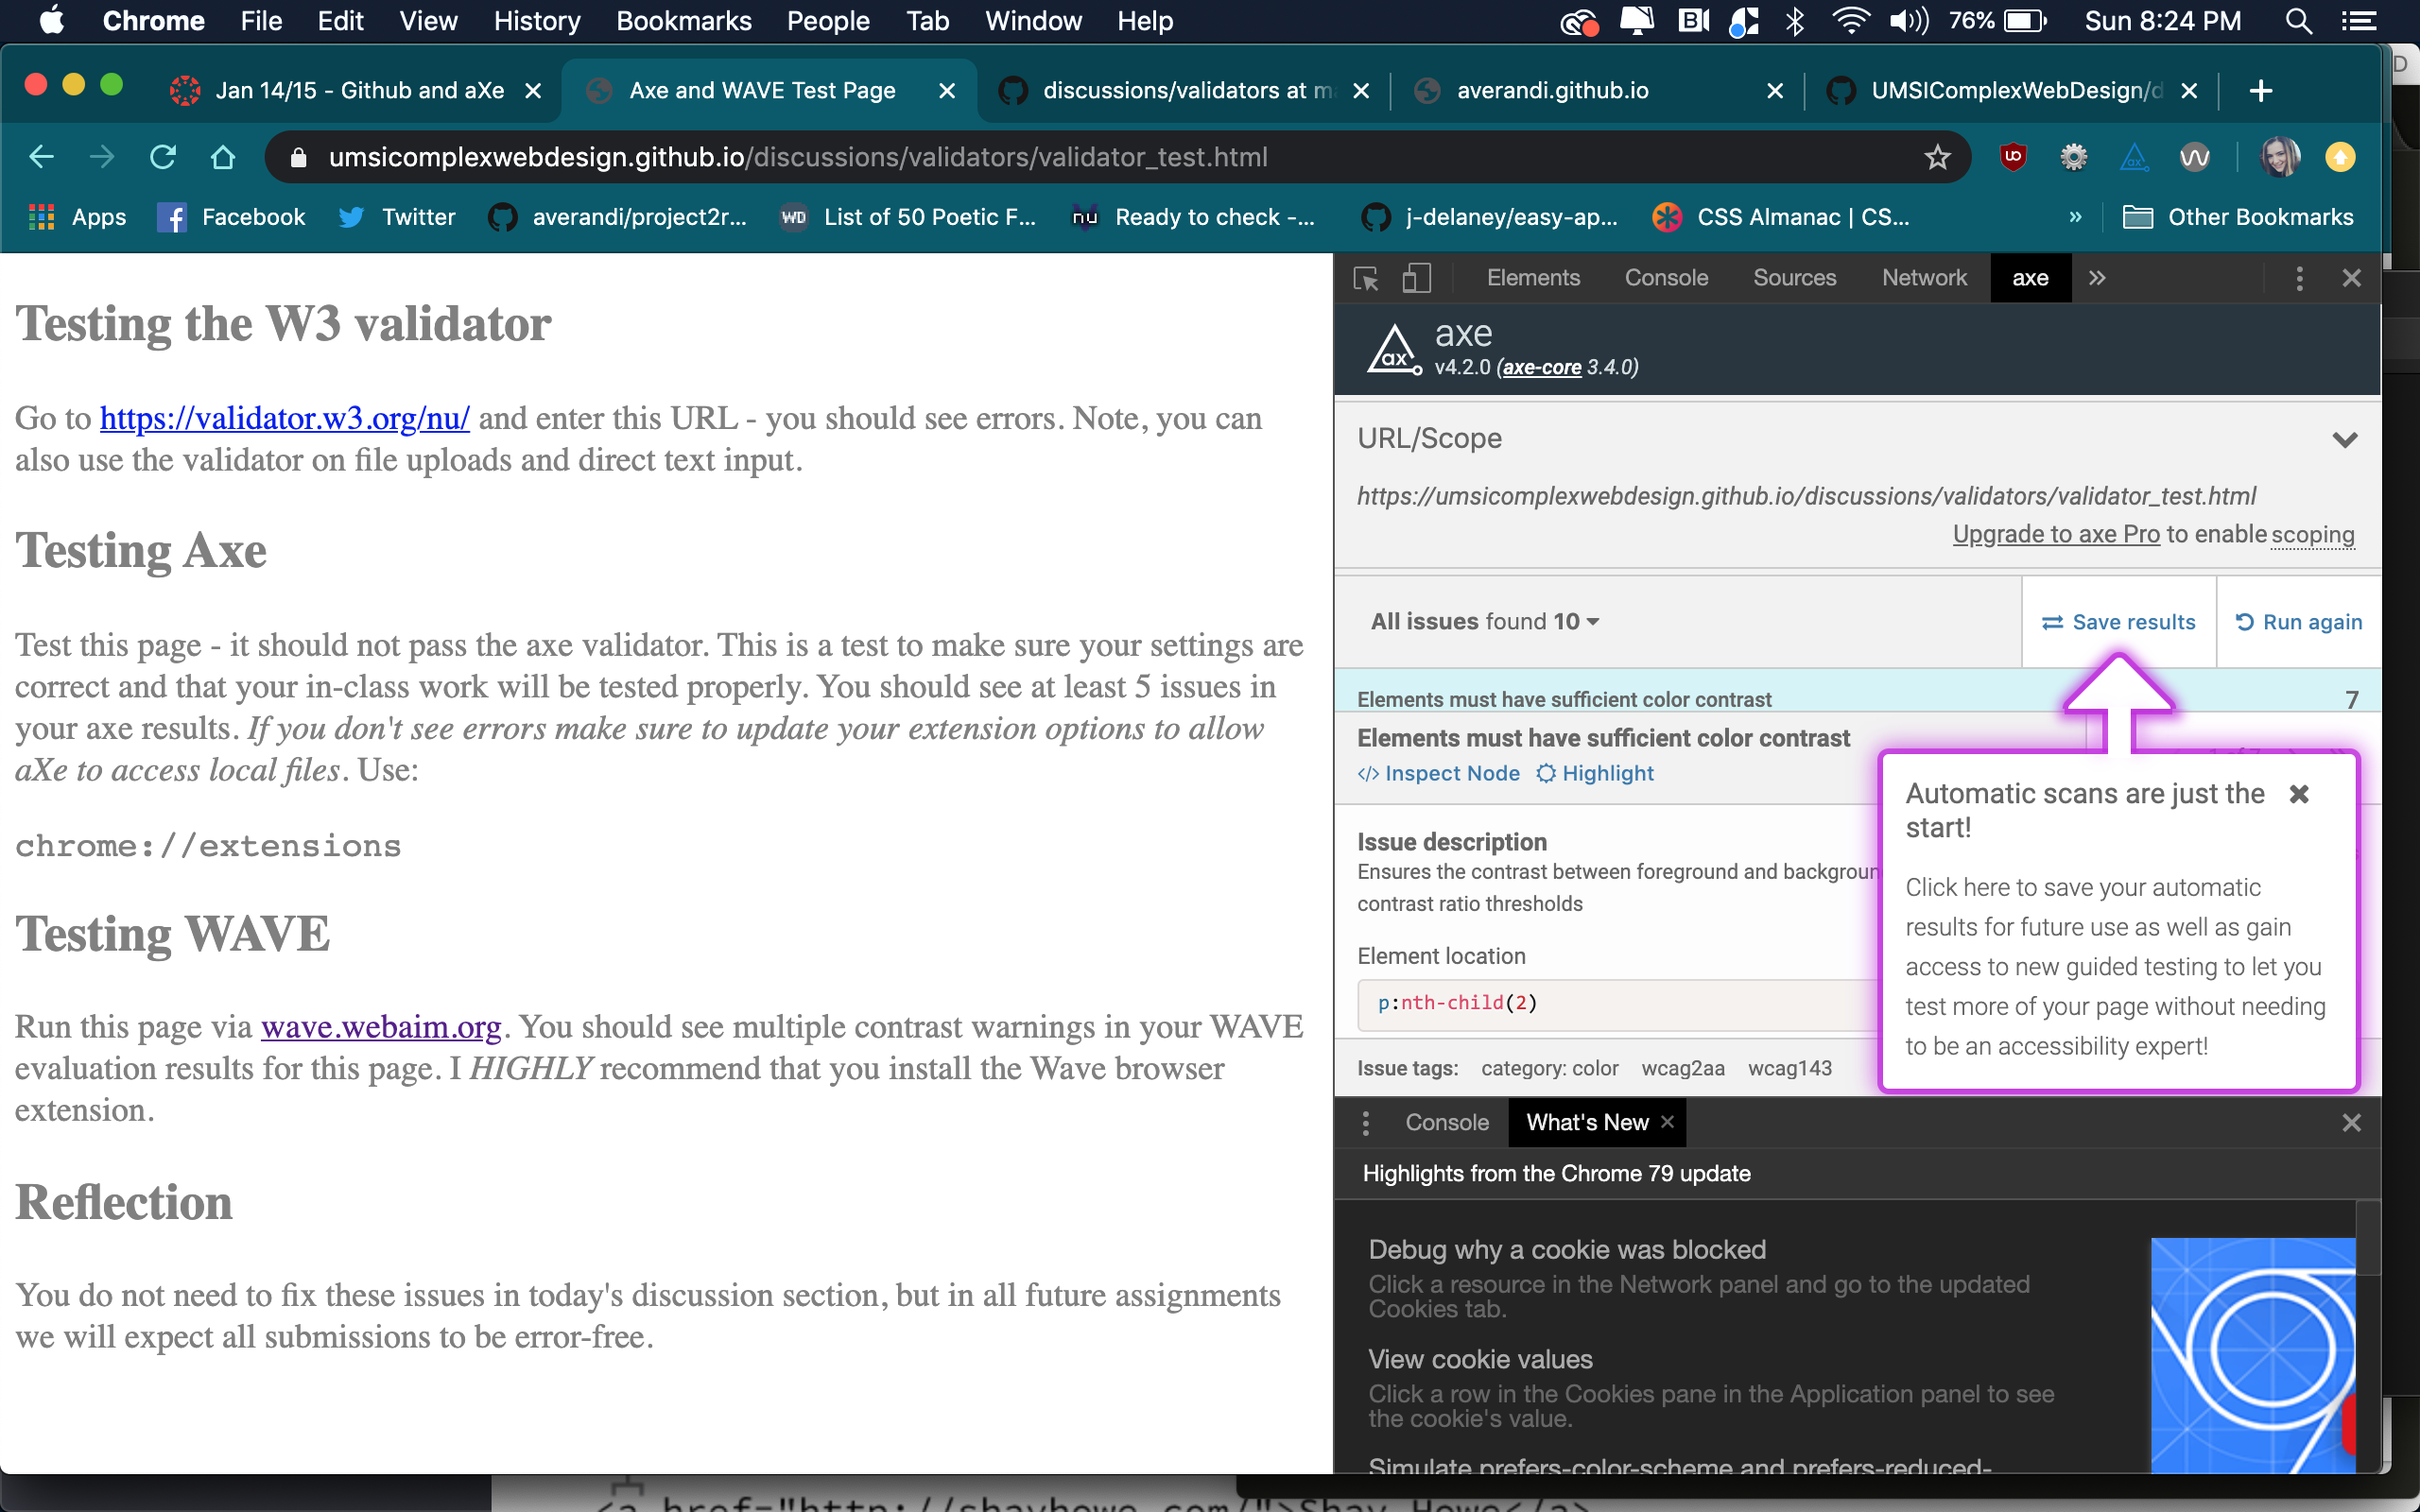 Chrome File Edit View History Bookmarks People Tab Window Help 76% Sun 8:24 PM
Jan 14/15 - Github and aXe Axe and WAVE Test Page discussions/validators at averandi.github.io UMSIComplexWebDesign/
umsicomplexwebdesign.github.io/discussions/validators/validator_test.html
Apps Facebook Twitter averandi/project2r... WD List of 50 Poetic F... nu Ready to check -... j-delaney/easy-ap... CSS Almanac | CS... » Other Bookmarks
Testing the W3 validator
Go to https://validator.w3.org/nu/ and enter this URL - you should see errors. Note, you can
also use the validator on file uploads and direct text input.
Testing Axe
Test this page - it should not pass the axe validator. This is a test to make sure your settings are
correct and that your in-class work will be tested properly. You should see at least 5 issues in
your axe results. If you don't see errors make sure to update your extension options to allow
aXe to access local files. Use:
chrome://extensions
Testing WAVE
Run this page via wave.webaim.org. You should see multiple contrast warnings in your WAVE
evaluation results for this page. I HIGHLY recommend that you install the Wave browser
extension.
Reflection
You do not need to fix these issues in today's discussion section, but in all future assignments
we will expect all submissions to be error-free.
Elements Console Sources Network axe »
axe
v4.2.0 (axe-core 3.4.0)
URL/Scope
https://umsicomplexwebdesign.github.io/discussions/validators/validator_test.html
Upgrade to axe Pro to enable scoping
All issues found 10 Save results Run again
Elements must have sufficient color contrast 7
Elements must have sufficient color contrast
</> Inspect Node Highlight
Issue description
Ensures the contrast between foreground and
contrast ratio thresholds
Element location
p:nth-child(2)
Issue tags: category: color wcag2aa wcag143
Automatic scans are just the
start!
Click here to save your automatic
results for future use as well as gain
access to new guided testing to let you
test more of your page without needing
to be an accessibility expert!
Console What's New
Highlights from the Chrome 79 update
Debug why a cookie was blocked
Click a resource in the Network panel and go to the updated
Cookies tab.
View cookie values
Click a row in the Cookies pane in the Application panel to see
the cookie's value.
Simulate prefers-color-scheme and prefers-reduced-
<a href="http://shayhowe.com/">Shay Howe</a>